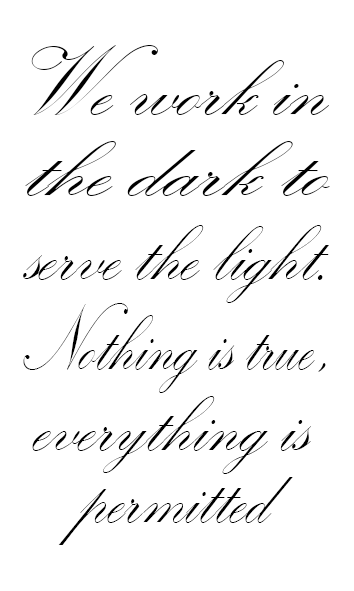 We work in
the dark to
serve the light.
Nothing is true,
everything is
permitted